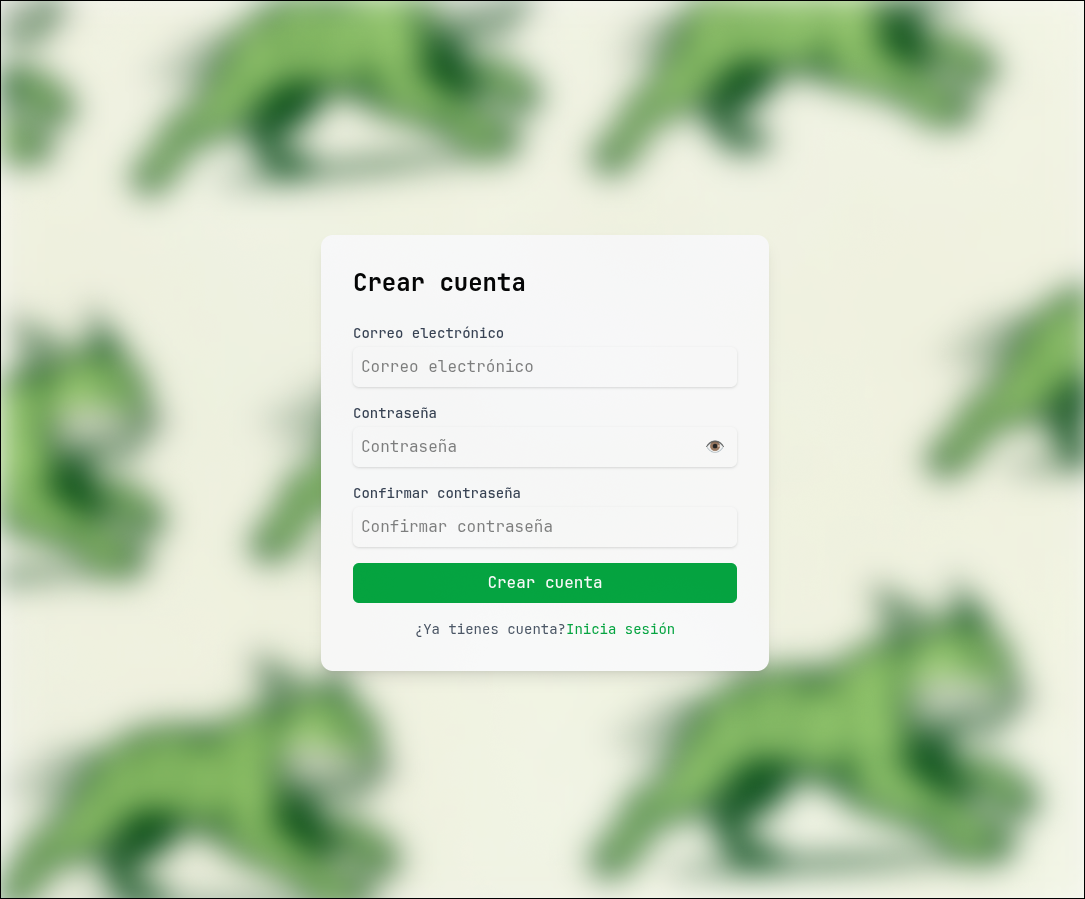 Crear cuenta
Correo electrónico
Correo electrónico
Contraseña
Contraseña
Confirmar contraseña
Confirmar contraseña
Crear cuenta
¿Ya tienes cuenta?Inicia sesión